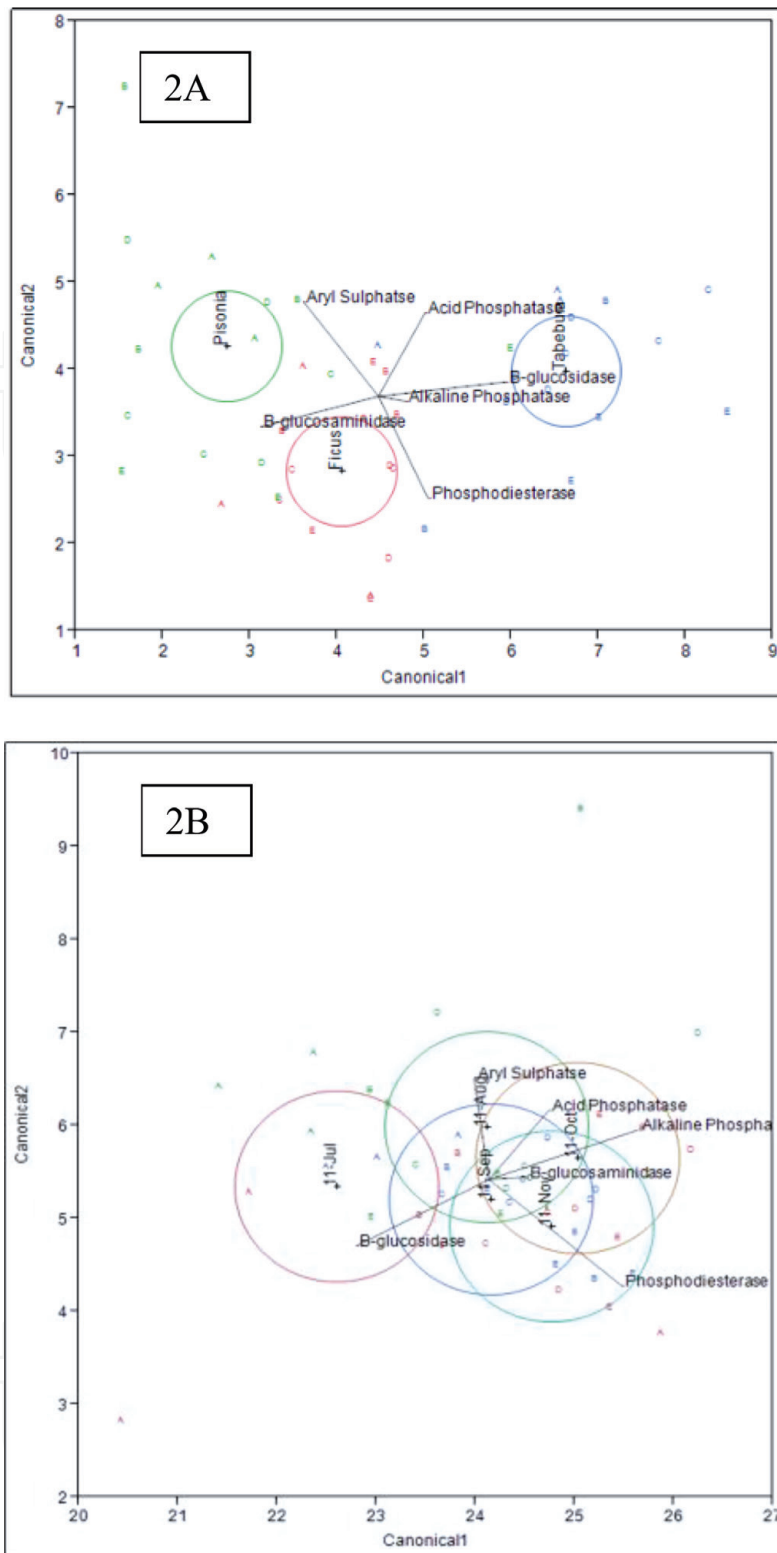 2A
8
7
6
5
4
3
2
1
Canonical2
Pisonia
Aryl Sulphatse
Acid Phosphatase
Tabebuia
B-glucosidase
Alkaline Phosphatase
B-glucosaminidase
Ficus
Phosphodiesterase
1 2 3 4 5 6 7 8 9
Canonical1
2B
10
9
8
7
6
5
4
3
2
Canonical2
Aryl Sulphatse
Acid Phosphatase
11-Oct
Alkaline Phospha
11-Jul
11-Sep
B-glucosaminidase
11-Nov
B-glucosidase
Phosphodiesterase
20 21 22 23 24 25 26 27
Canonical1